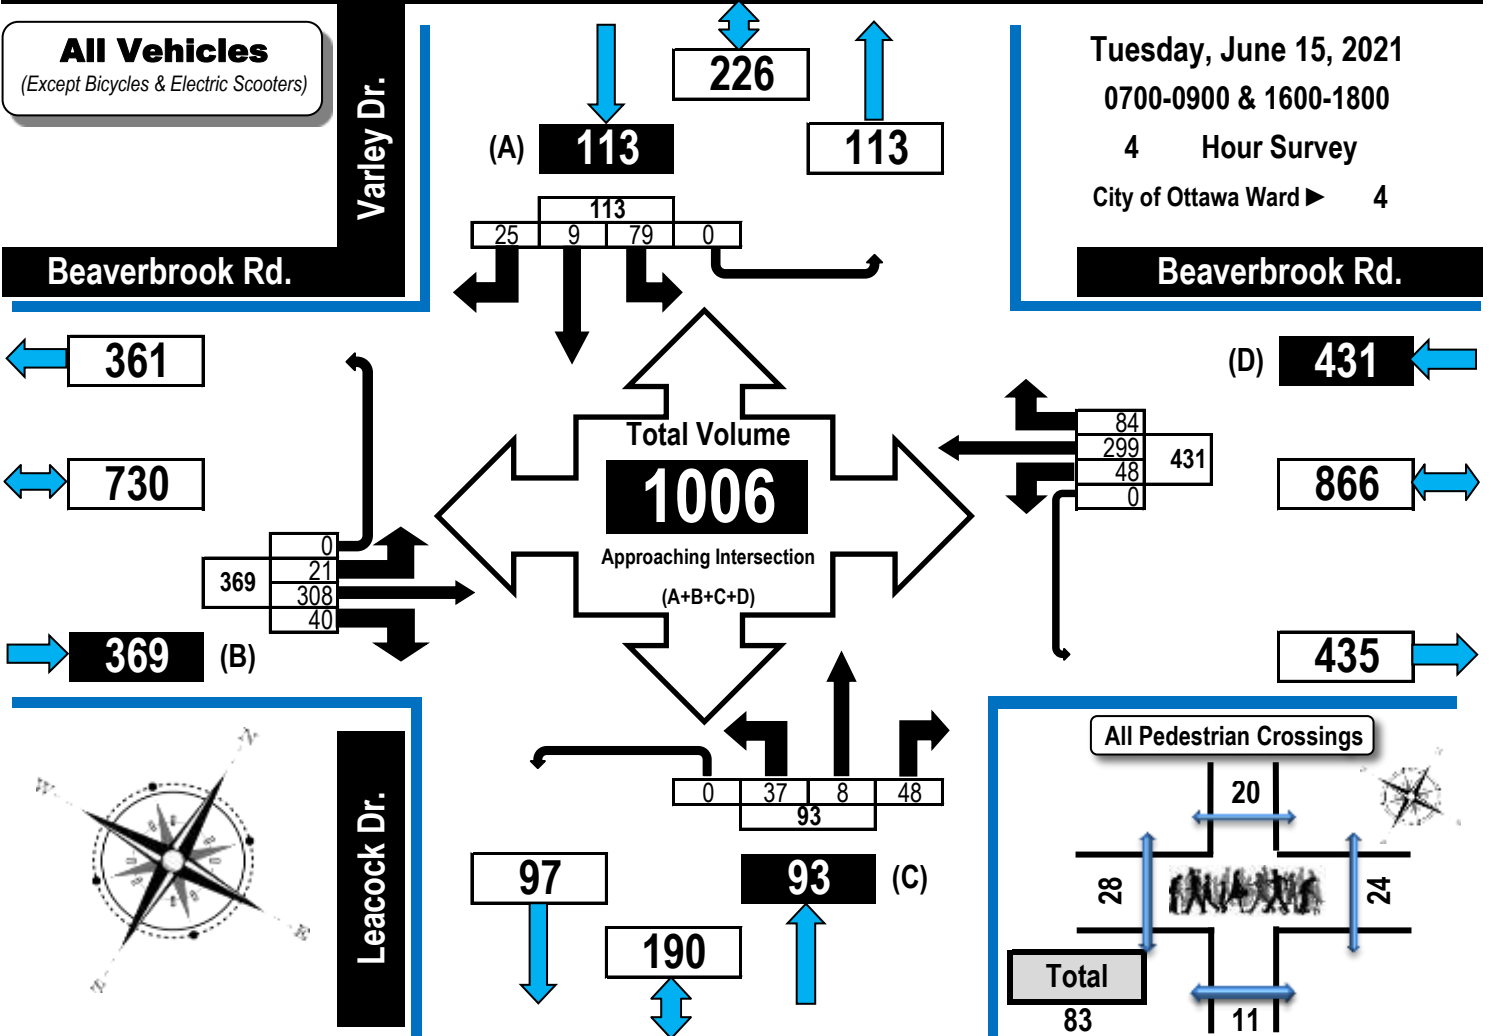 All Vehicles
(Except Bicycles & Electric Scooters)
Varley Dr.
Beaverbrook Rd.
226
(A) 113
113
113
25 9 79 0
Tuesday, June 15, 2021
0700-0900 & 1600-1800
4 Hour Survey
City of Ottawa Ward ► 4
Beaverbrook Rd.
361
730
0
21
308
40
369
369 (B)
Total Volume
1006
Approaching Intersection
(A+B+C+D)
(D) 431
84
299
48
0
431
866
435
N
W
E
S
Leacock Dr.
0 37 8 48
93
97
93 (C)
190
All Pedestrian Crossings
20
28
24
Total
83
11